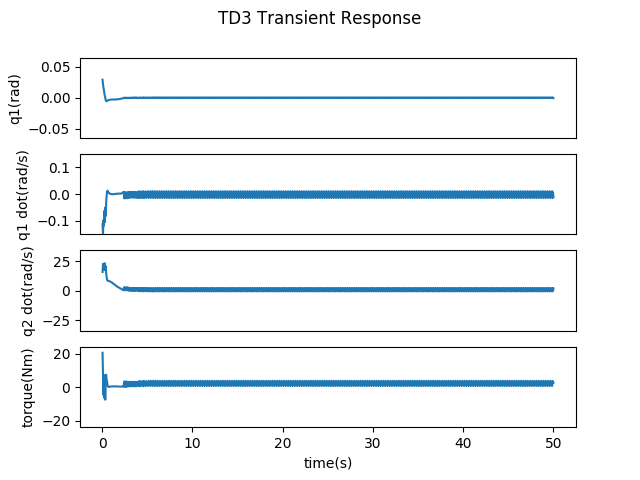 TD3 Transient Response
q1(rad)
0.05
0.00
−0.05
q1 dot(rad/s)
0.1
0.0
−0.1
q2 dot(rad/s)
25
0
−25
torque(Nm)
20
0
−20
0 10 20 30 40 50
time(s)